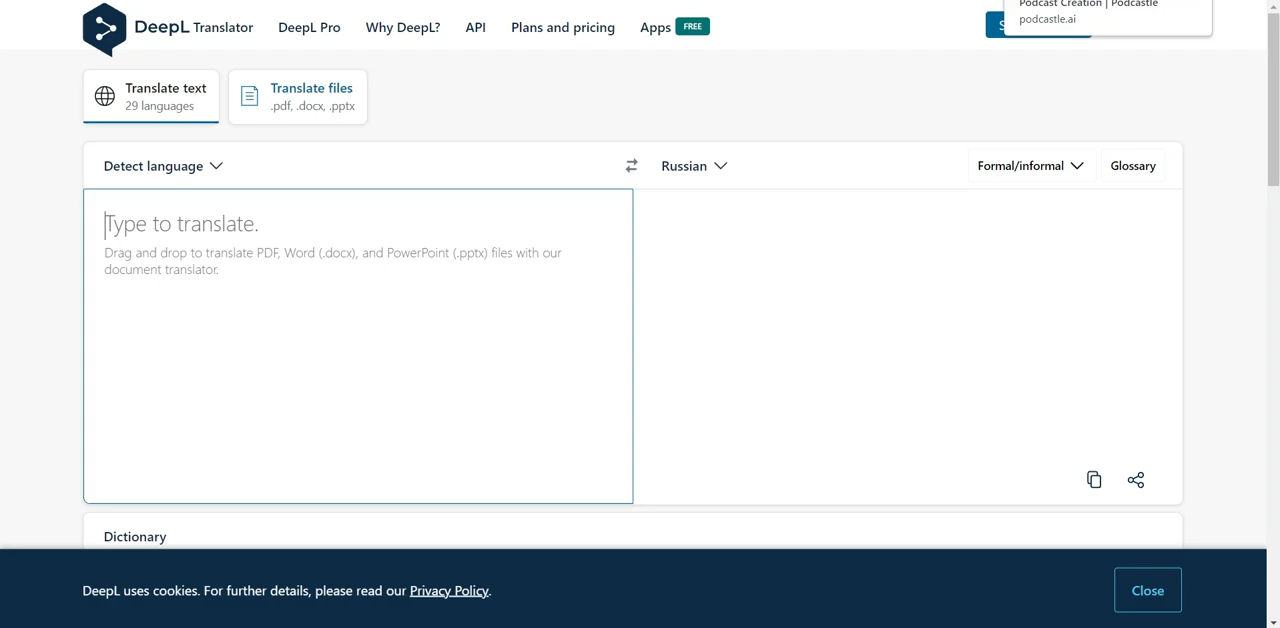 Podcast Creation | Podcastle
podcastle.ai
DeepL Translator
DeepL Pro
Why DeepL?
API
Plans and pricing
Apps FREE
Translate text
29 languages
Translate files
.pdf, .docx, .pptx
Detect language
Russian
Formal/informal
Glossary
Type to translate.
Drag and drop to translate PDF, Word (.docx), and PowerPoint (.pptx) files with our
document translator.
Dictionary
DeepL uses cookies. For further details, please read our Privacy Policy.
Close